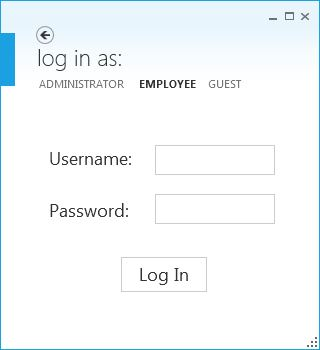 log in as:
ADMINISTRATOR EMPLOYEE GUEST
Username:
Password:
Log In